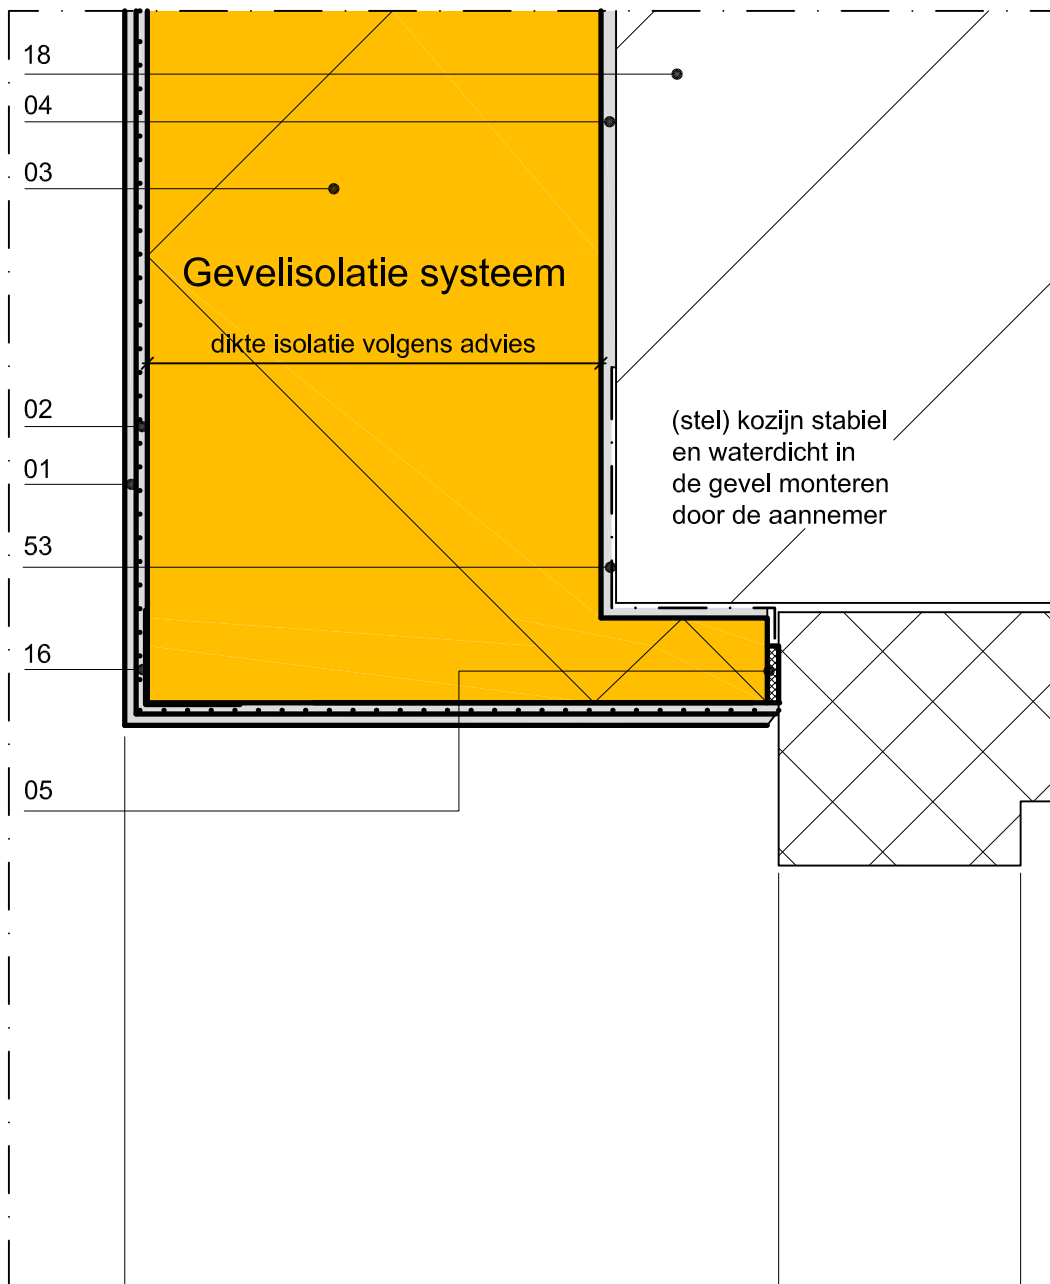 18
04
03
Gevelisolatie systeem
dikte isolatie volgens advies
02
01
(stel) kozijn stabiel
en waterdicht in
de gevel monteren
door de aannemer
53
16
05